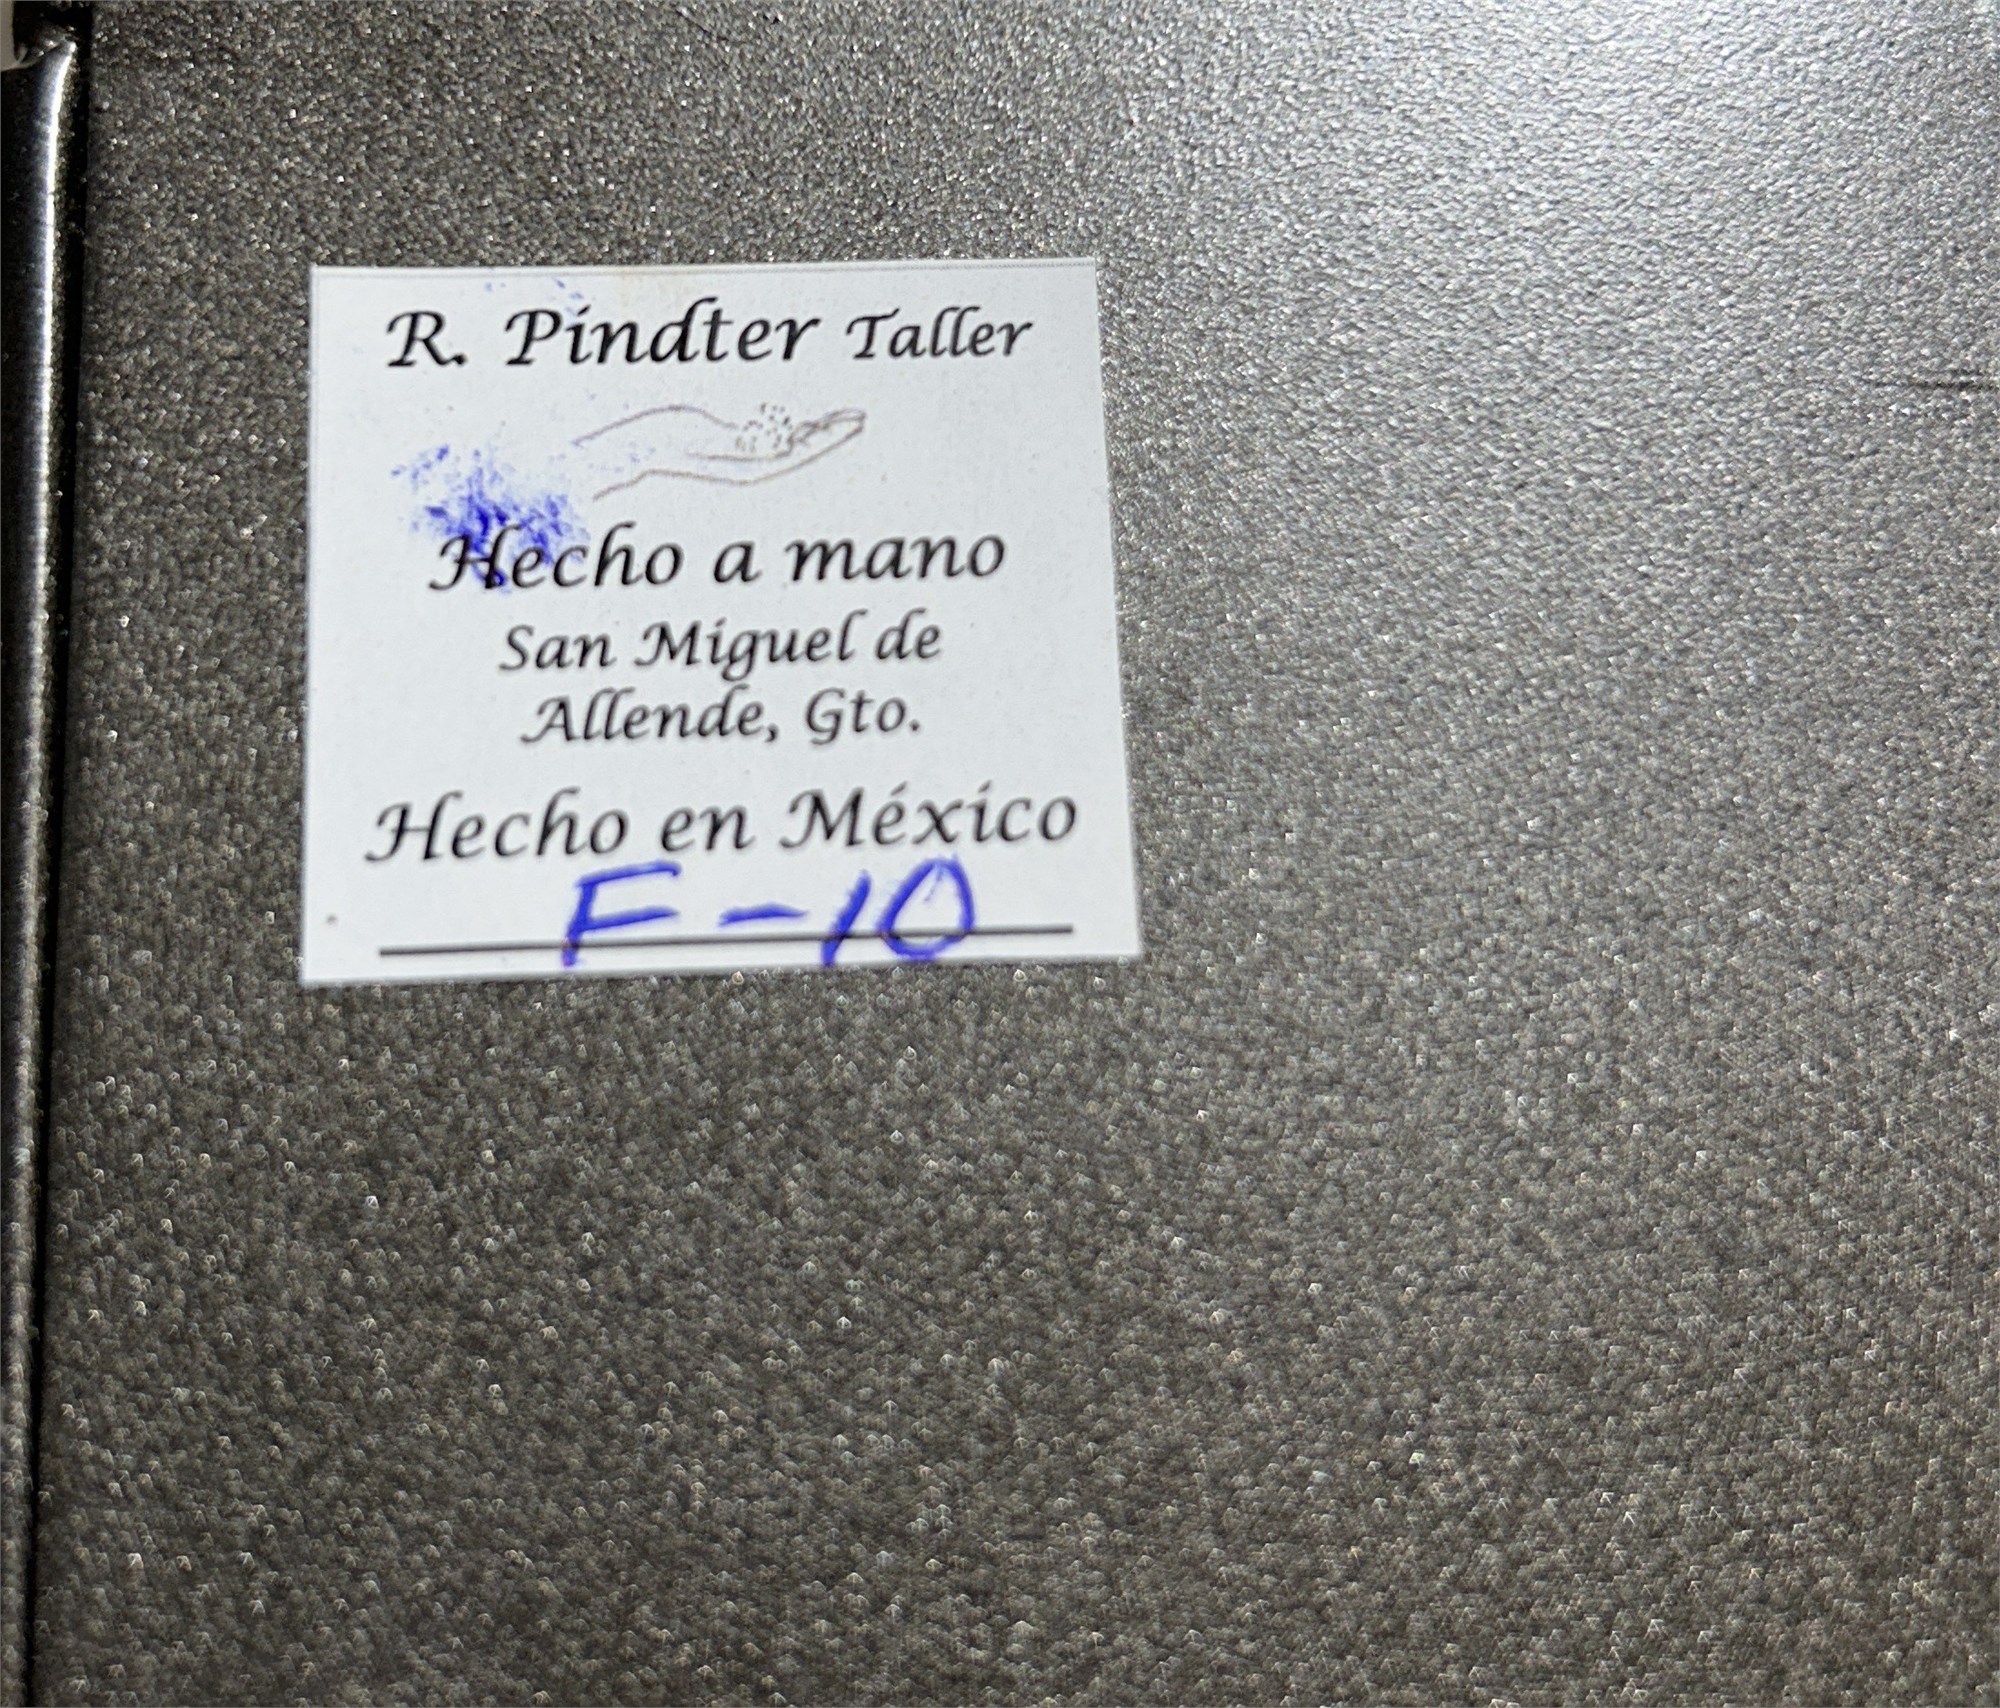 R. Pindter Taller
Hecho a mano
San Miguel de
Allende, Gto.
Hecho en México
F-10